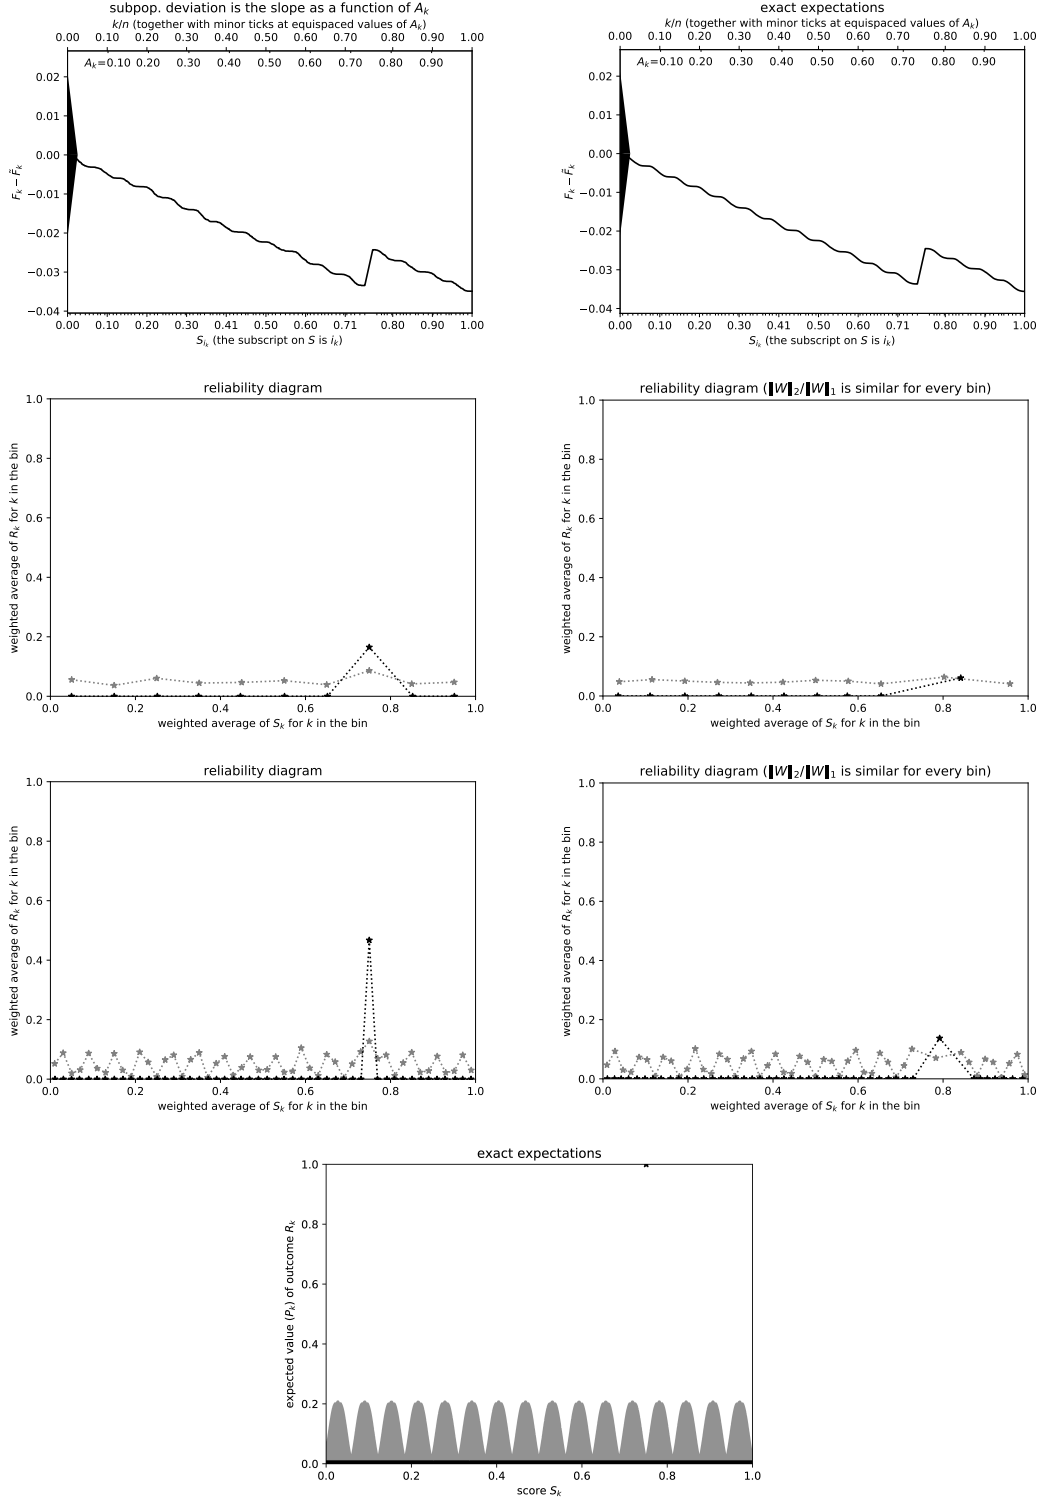 subpop. deviation is the slope as a function of A_k
k/n (together with minor ticks at equispaced values of A_k)
0.00 0.10 0.20 0.30 0.40 0.50 0.60 0.70 0.80 0.90 1.00
A_k=0.10 0.20 0.30 0.40 0.50 0.60 0.70 0.80 0.90
0.02
0.01
0.00
−0.01
−0.02
−0.03
−0.04
F_k − F̃_k
0.00 0.10 0.20 0.30 0.41 0.50 0.60 0.71 0.80 0.90 1.00
S_{i_k} (the subscript on S is i_k)
exact expectations
k/n (together with minor ticks at equispaced values of A_k)
0.00 0.10 0.20 0.30 0.40 0.50 0.60 0.70 0.80 0.90 1.00
A_k=0.10 0.20 0.30 0.40 0.50 0.60 0.70 0.80 0.90
0.02
0.01
0.00
−0.01
−0.02
−0.03
−0.04
F_k − F̃_k
0.00 0.10 0.20 0.30 0.41 0.50 0.60 0.71 0.80 0.90 1.00
S_{i_k} (the subscript on S is i_k)
reliability diagram
1.0
0.8
0.6
0.4
0.2
0.0
weighted average of R_k for k in the bin
0.0 0.2 0.4 0.6 0.8 1.0
weighted average of S_k for k in the bin
reliability diagram (‖W‖_2/‖W‖_1 is similar for every bin)
1.0
0.8
0.6
0.4
0.2
0.0
weighted average of R_k for k in the bin
0.0 0.2 0.4 0.6 0.8 1.0
weighted average of S_k for k in the bin
reliability diagram
1.0
0.8
0.6
0.4
0.2
0.0
weighted average of R_k for k in the bin
0.0 0.2 0.4 0.6 0.8 1.0
weighted average of S_k for k in the bin
reliability diagram (‖W‖_2/‖W‖_1 is similar for every bin)
1.0
0.8
0.6
0.4
0.2
0.0
weighted average of R_k for k in the bin
0.0 0.2 0.4 0.6 0.8 1.0
weighted average of S_k for k in the bin
exact expectations
1.0
0.8
0.6
0.4
0.2
0.0
expected value (P_k) of outcome R_k
0.0 0.2 0.4 0.6 0.8 1.0
score S_k